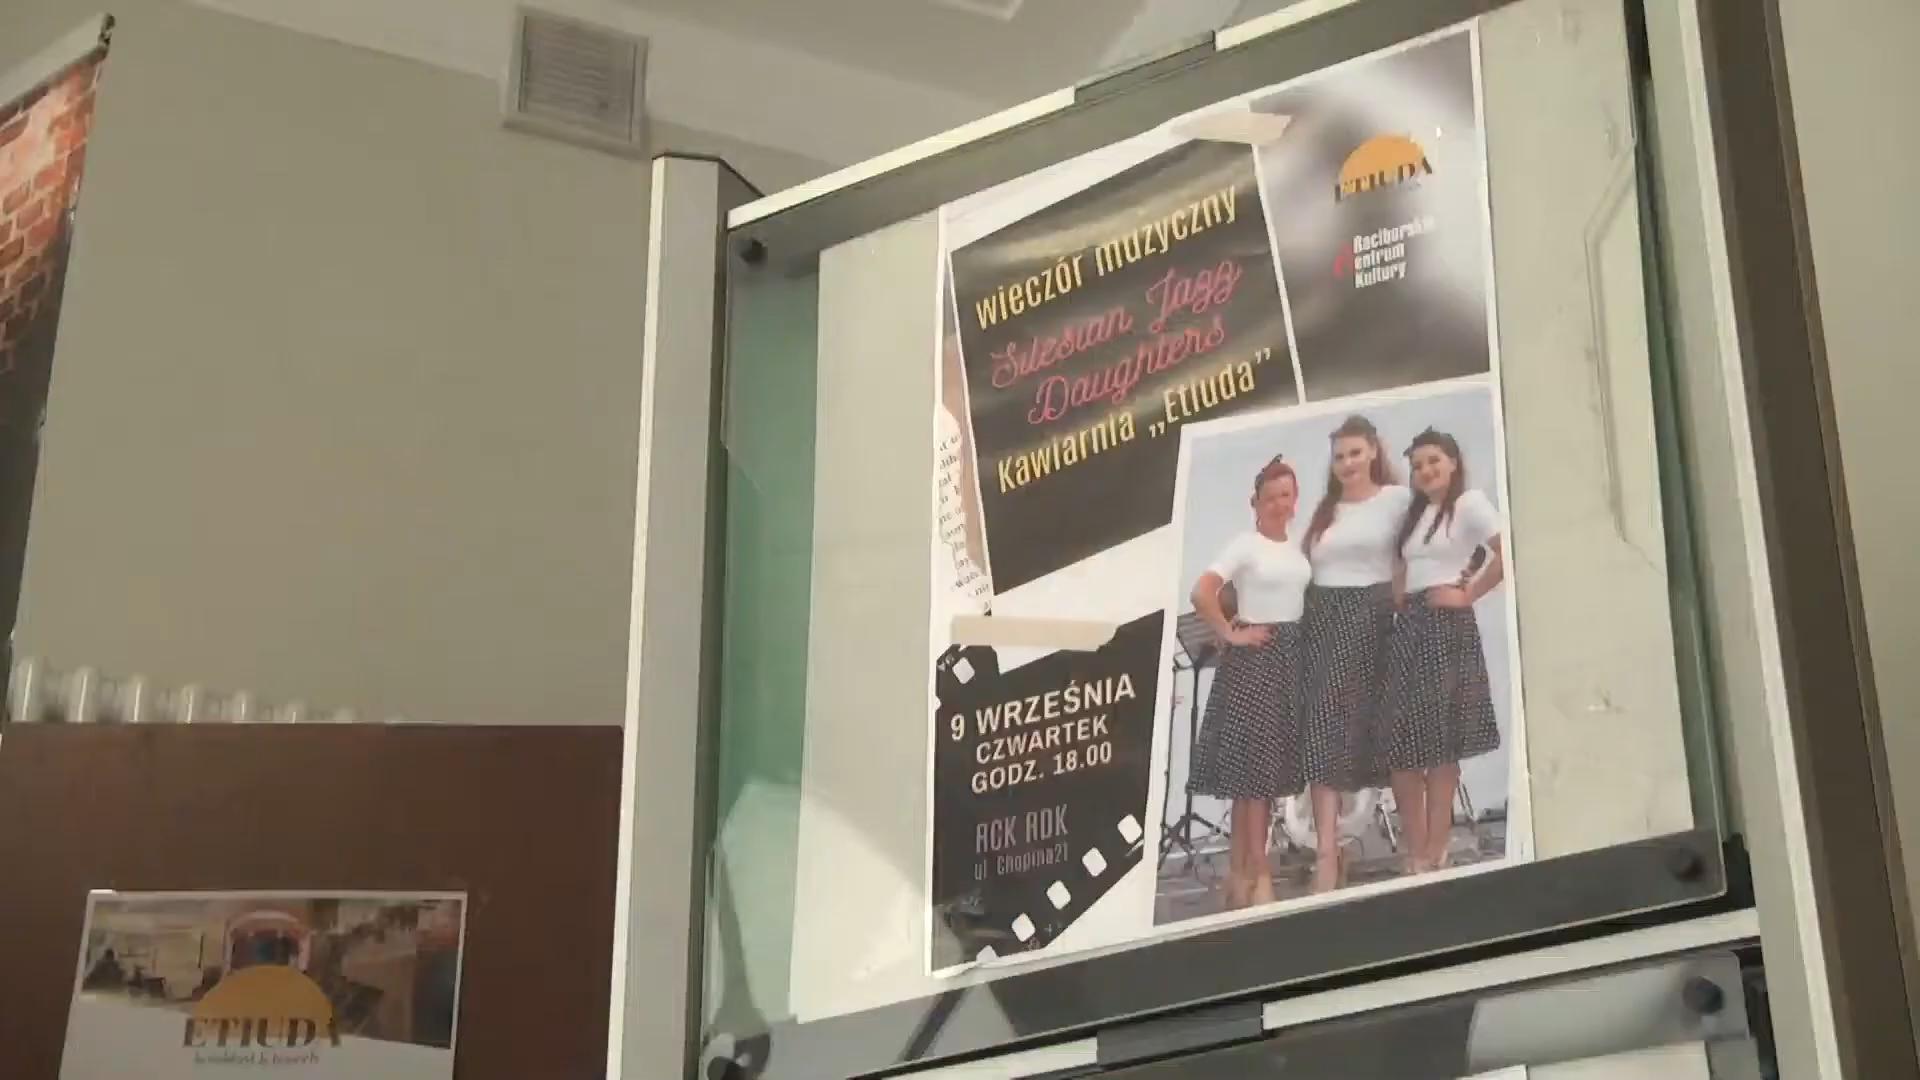 wieczór muzyczny
Silesian Jazz
Daughters
Kawiarnia „Etiuda”
ETIUDA
Raciborskie
Centrum
Kultury
9 WRZEŚNIA
CZWARTEK
GODZ. 18.00
RCK RDK
ul Chopina21
ETIUDA